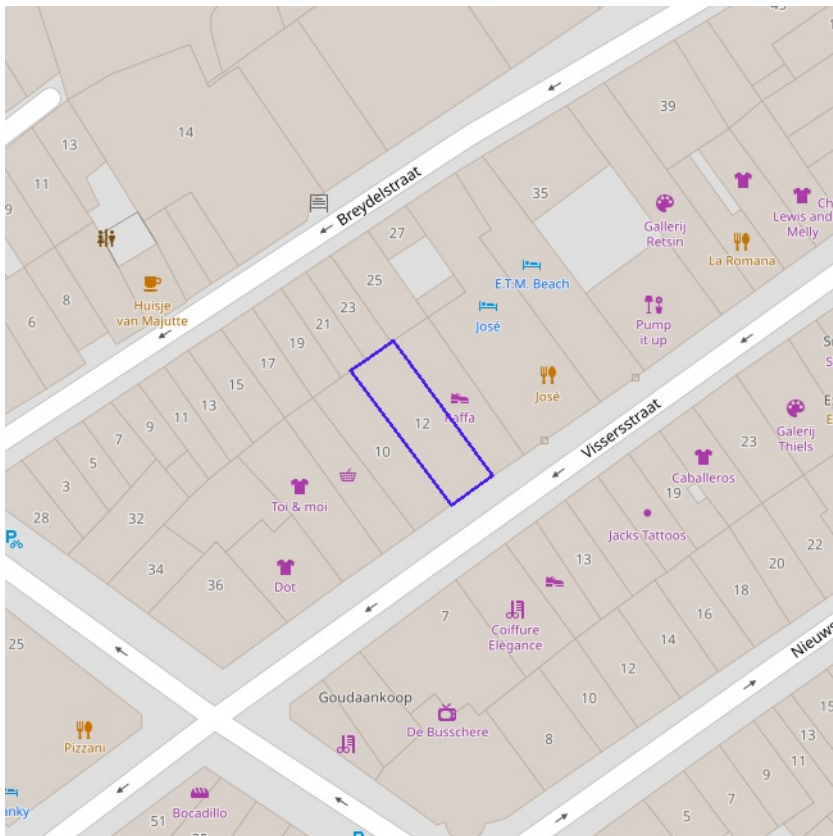 45
39
13
14
11
9
Breydelstraat
35
Gallerij
Retsin
Ch
Lewis and
Melly
La Romana
27
E.T.M. Beach
25
8
Huisje
van Majutte
6
23
José
21
Pump
it up
19
17
15
José
13
Raffa
11
12
9
7
10
Vissersstraat
Galerij
Thiels
23
5
Caballeros
3
19
Toi & moi
28
32
Jacks Tattoos
22
P
34
13
20
36
Dot
18
7
16
Coiffure
Elégance
14
25
12
Nieuws
Goudaankoop
10
15
De Busschere
8
13
Pizzani
11
9
7
anky
Bocadillo
51
5
P